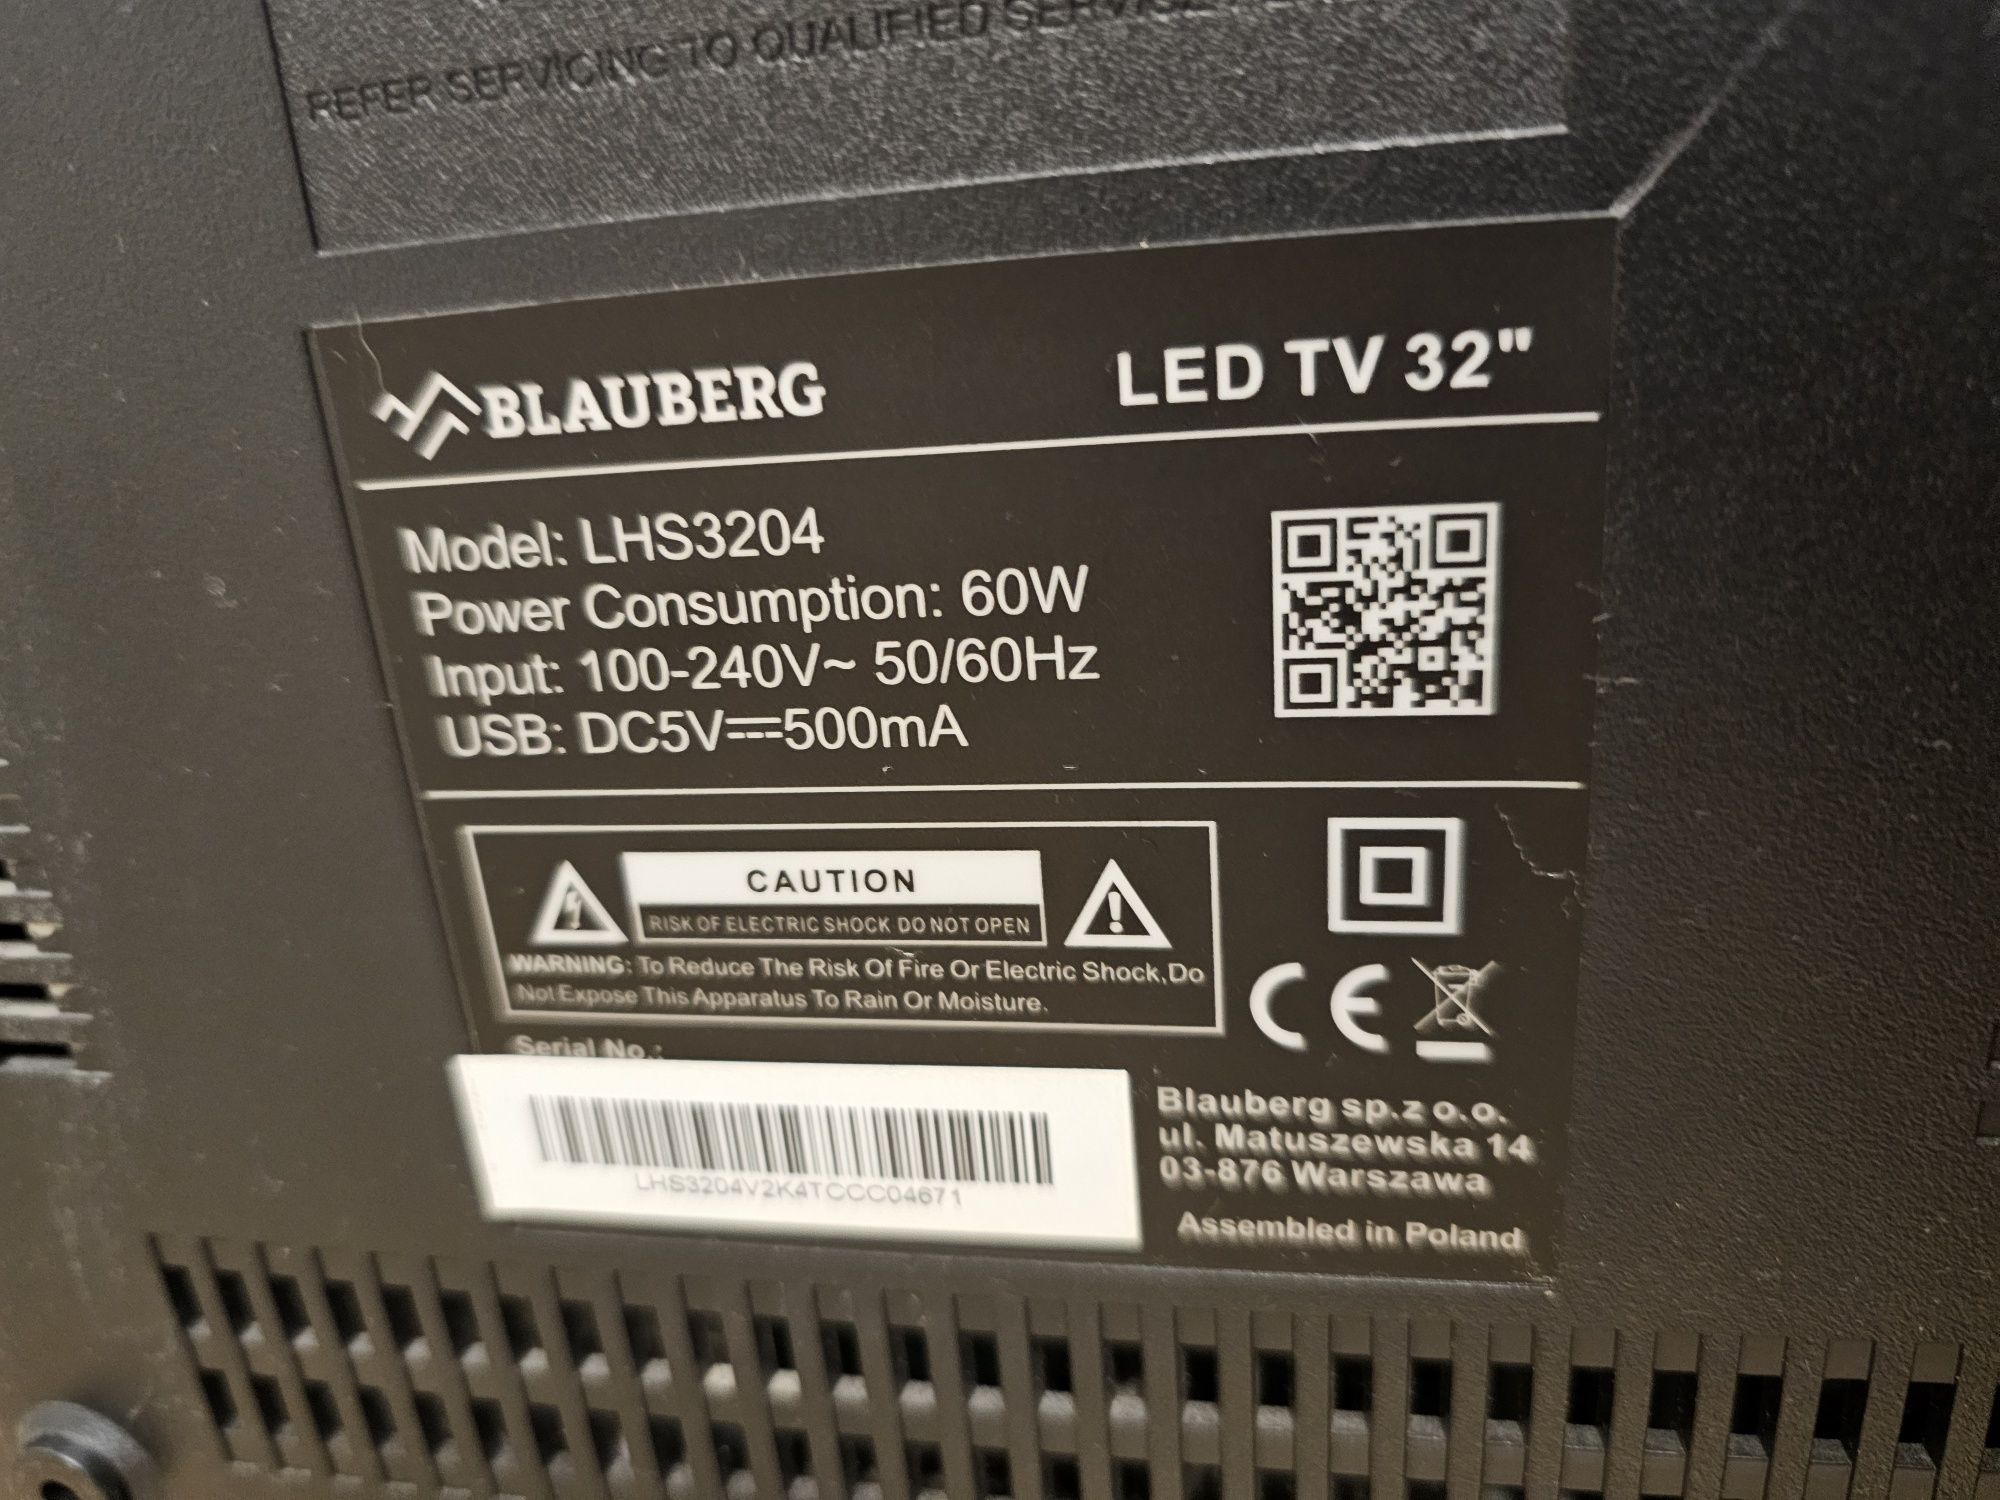 REFER SERVICING TO QUALIFIED
BLAUBERG
LED TV 32"
Model: LHS3204
Power Consumption: 60W
Input: 100-240V~ 50/60Hz
USB: DC5V⎓500mA
CAUTION
RISK OF ELECTRIC SHOCK DO NOT OPEN
WARNING: To Reduce The Risk Of Fire Or Electric Shock,Do
Not Expose This Apparatus To Rain Or Moisture.
CE
Serial No.:
LHS3204V2K4TCCC04671
Blauberg sp.z o.o.
ul. Matuszewska 14
03-876 Warszawa
Assembled in Poland